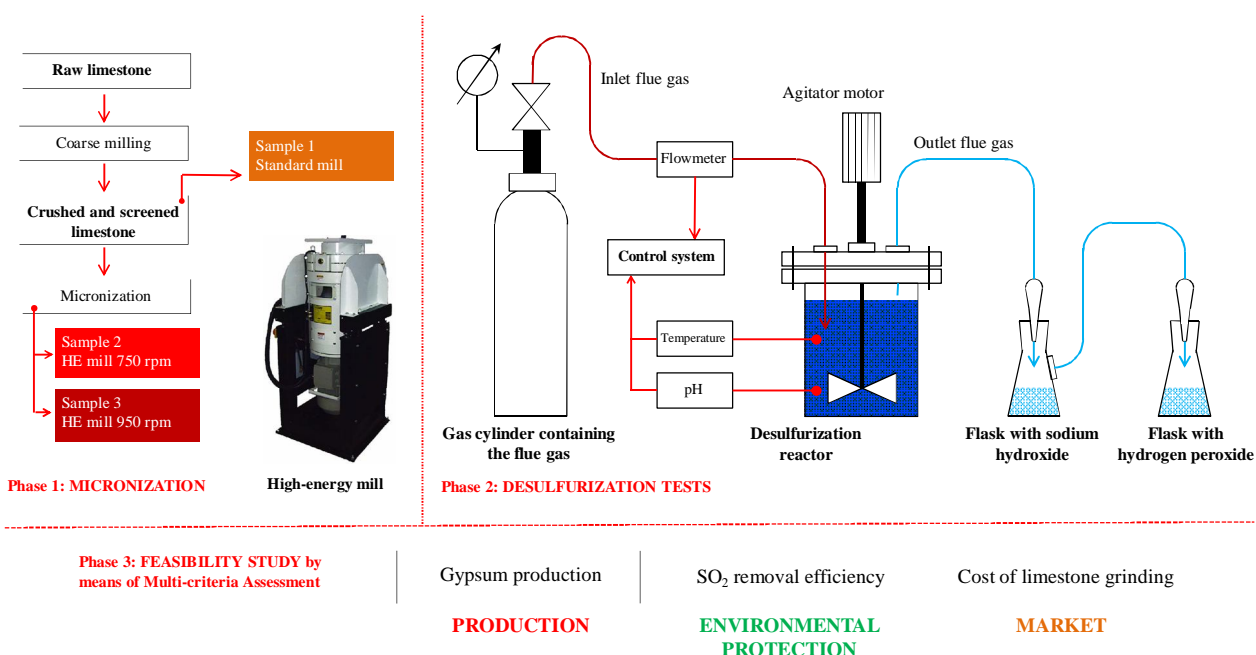 Raw limestone
Coarse milling
Sample 1
Standard mill
Crushed and screened
limestone
Micronization
Sample 2
HE mill 750 rpm
Sample 3
HE mill 950 rpm
High-energy mill
Phase 1: MICRONIZATION
Inlet flue gas
Agitator motor
Flowmeter
Outlet flue gas
Control system
Temperature
pH
Gas cylinder containing
the flue gas
Desulfurization
reactor
Flask with sodium
hydroxide
Flask with
hydrogen peroxide
Phase 2: DESULFURIZATION TESTS
Phase 3: FEASIBILITY STUDY by
means of Multi-criteria Assessment
Gypsum production
PRODUCTION
SO₂ removal efficiency
ENVIRONMENTAL
PROTECTION
Cost of limestone grinding
MARKET